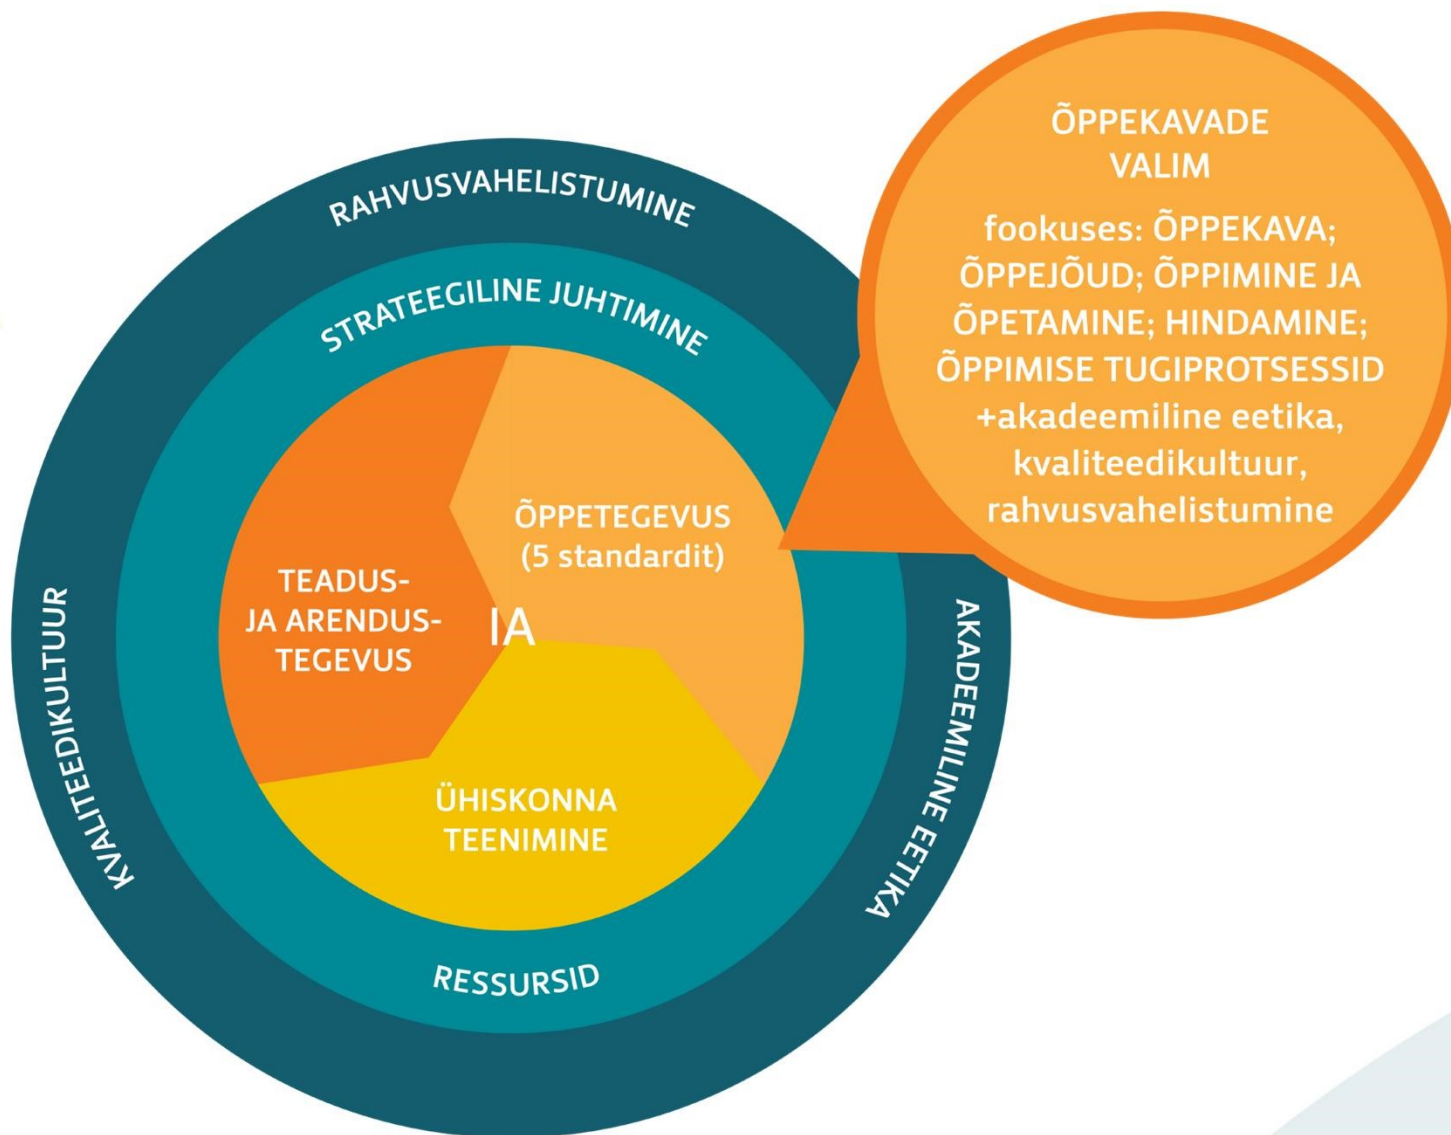 RAHVUSVAHELISTUMINE
STRATEEGILINE JUHTIMINE
KVALITEEDIKULTUUR
AKADEEMILINE EETIKA
RESSURSID
TEADUS-
JA ARENDUS-
TEGEVUS
IA
ÕPPETEGEVUS
(5 standardit)
ÜHISKONNA
TEENIMINE
ÕPPEKAVADE
VALIM
fookuses: ÕPPEKAVA;
ÕPPEJÕUD; ÕPPIMINE JA
ÕPETAMINE; HINDAMINE;
ÕPPIMISE TUGIPROTSESSID
+akadeemiline eetika,
kvaliteedikultuur,
rahvusvahelistumine